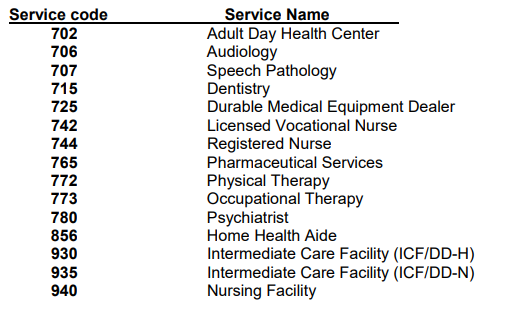 Service code Service Name
702 Adult Day Health Center
706 Audiology
707 Speech Pathology
715 Dentistry
725 Durable Medical Equipment Dealer
742 Licensed Vocational Nurse
744 Registered Nurse
765 Pharmaceutical Services
772 Physical Therapy
773 Occupational Therapy
780 Psychiatrist
856 Home Health Aide
930 Intermediate Care Facility (ICF/DD-H)
935 Intermediate Care Facility (ICF/DD-N)
940 Nursing Facility